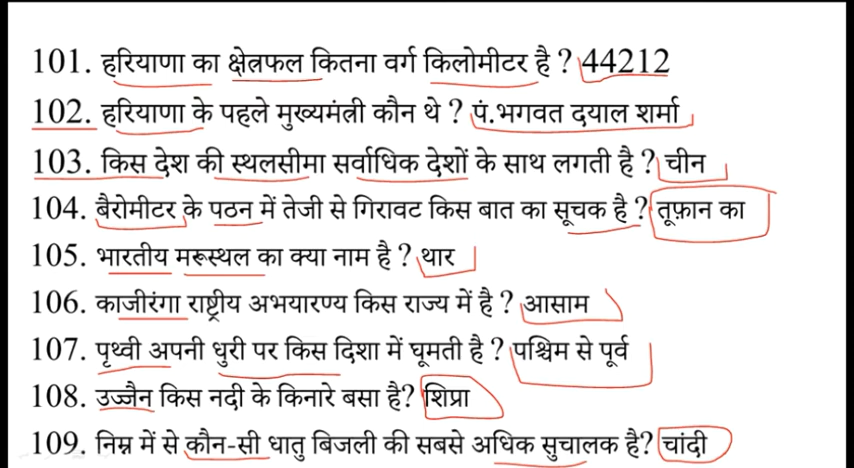 101. हरियाणा का क्षेत्रफल कितना वर्ग किलोमीटर है ? 44212
102. हरियाणा के पहले मुख्यमंत्री कौन थे ? पं.भगवत दयाल शर्मा
103. किस देश की स्थलसीमा सर्वाधिक देशों के साथ लगती है ? चीन
104. बैरोमीटर के पठन में तेजी से गिरावट किस बात का सूचक है ? तूफ़ान का
105. भारतीय मरूस्थल का क्या नाम है ? थार
106. काजीरंगा राष्ट्रीय अभयारण्य किस राज्य में है ? आसाम
107. पृथ्वी अपनी धुरी पर किस दिशा में घूमती है ? पश्चिम से पूर्व
108. उज्जैन किस नदी के किनारे बसा है? शिप्रा
109. निम्न में से कौन-सी धातु बिजली की सबसे अधिक सुचालक है? चांदी